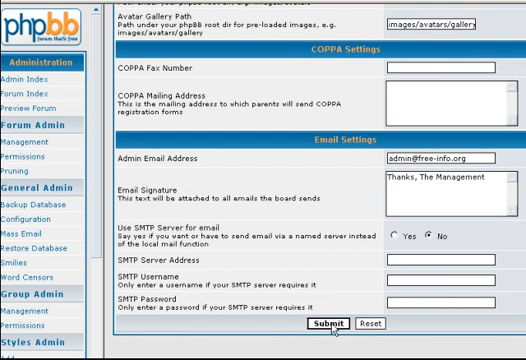 phpBB
forum that's free
Administration
Admin Index
Forum Index
Preview Forum
Forum Admin
Management
Permissions
Pruning
General Admin
Backup Database
Configuration
Mass Email
Restore Database
Smilies
Word Censors
Group Admin
Management
Permissions
Styles Admin
Avatar Gallery Path
Path under your phpBB root dir for pre-loaded images, e.g.
images/avatars/gallery
images/avatars/gallery
COPPA Settings
COPPA Fax Number
COPPA Mailing Address
This is the mailing address to which parents will send COPPA
registration forms
Email Settings
Admin Email Address
admin@free-info.org
Email Signature
This text will be attached to all emails the board sends
Thanks, The Management
Use SMTP Server for email
Say yes if you want or have to send email via a named server instead
of the local mail function
Yes No
SMTP Server Address
SMTP Username
Only enter a username if your SMTP server requires it
SMTP Password
Only enter a password if your SMTP server requires it
Submit Reset